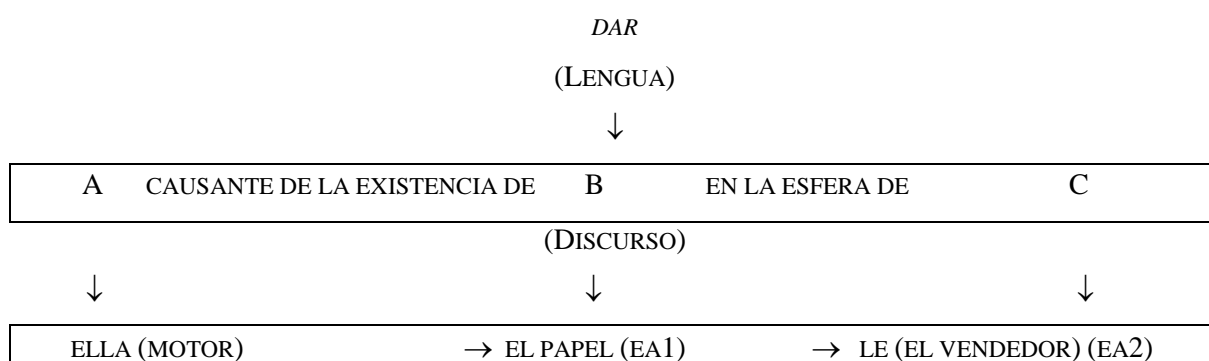 DAR
(LENGUA)
↓
A CAUSANTE DE LA EXISTENCIA DE B EN LA ESFERA DE C
(DISCURSO)
↓ ↓ ↓
ELLA (MOTOR) → EL PAPEL (EA1) → LE (EL VENDEDOR) (EA2)